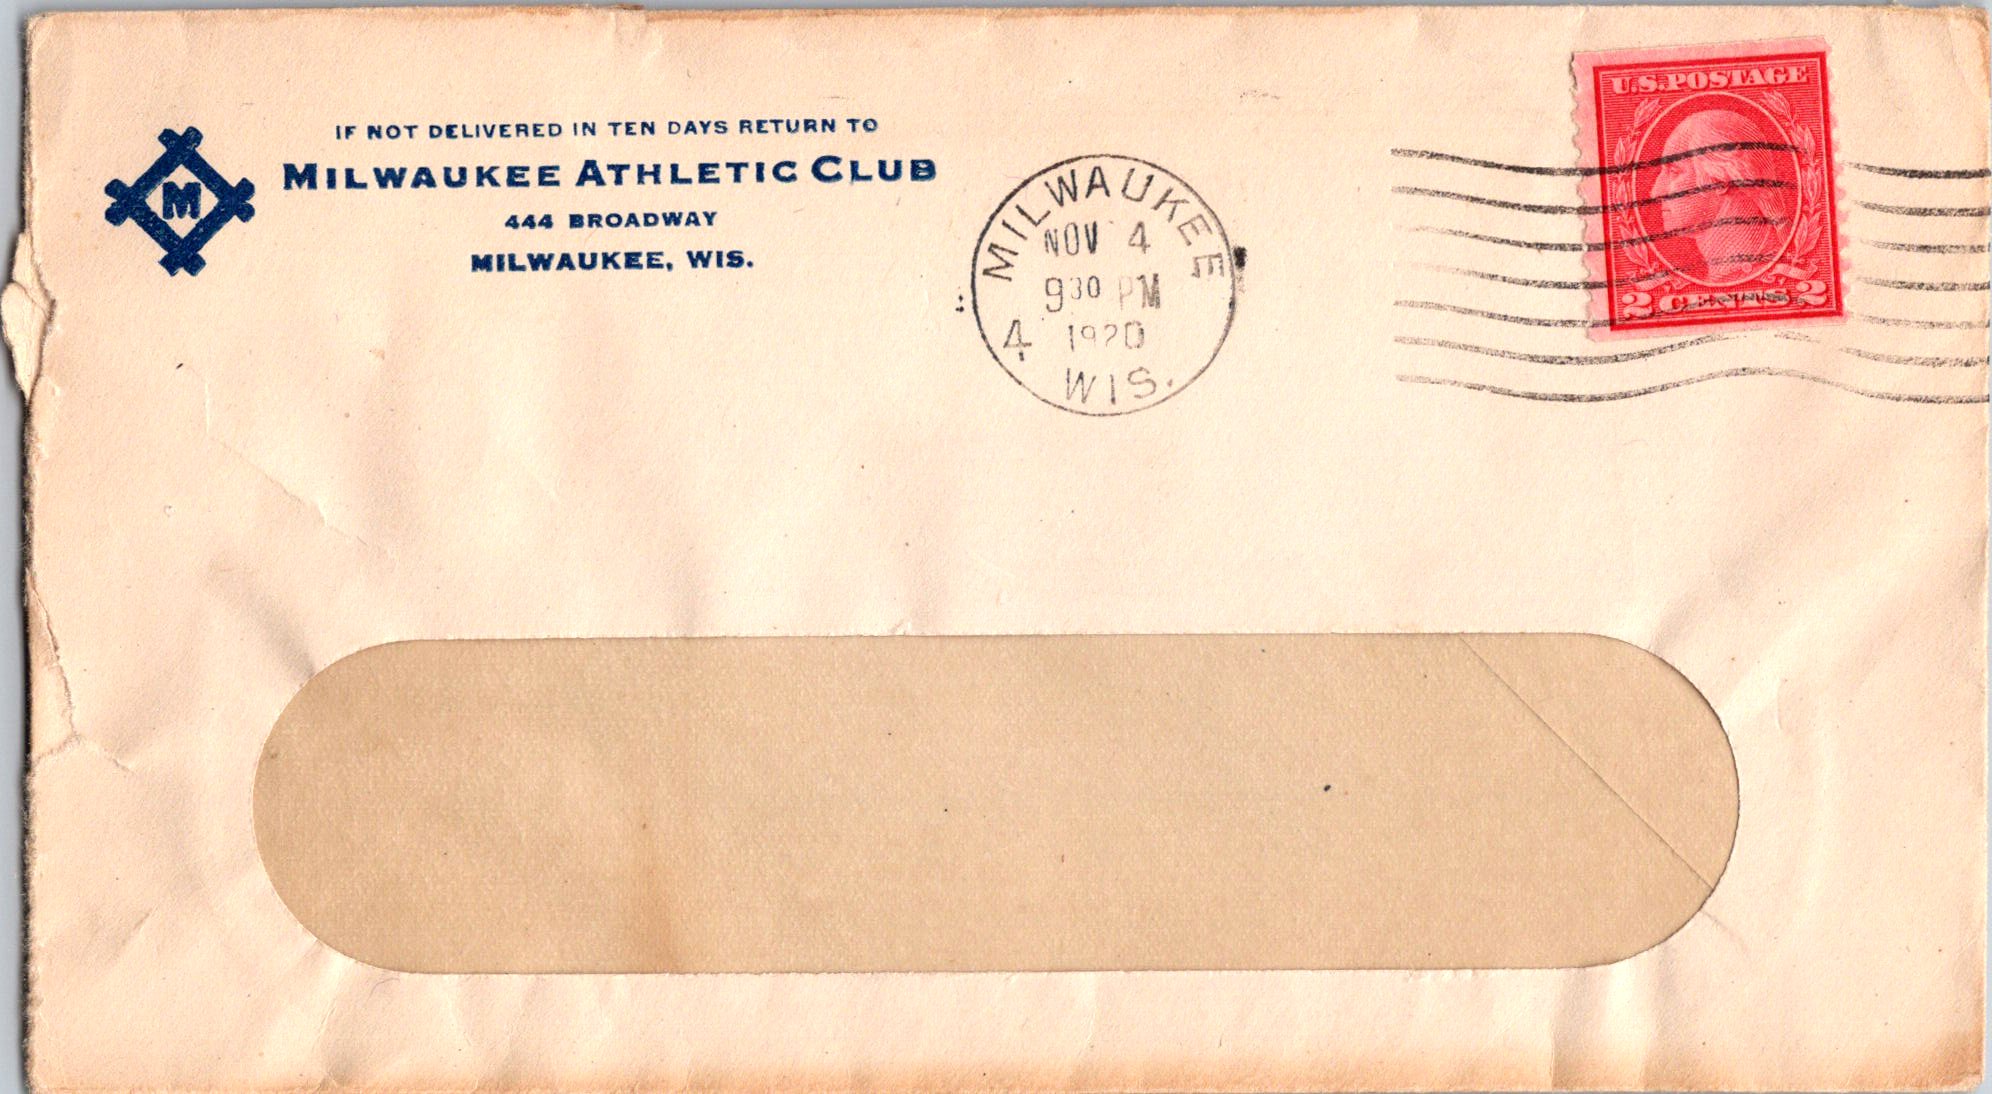 IF NOT DELIVERED IN TEN DAYS RETURN TO
MILWAUKEE ATHLETIC CLUB
444 BROADWAY
MILWAUKEE, WIS.
M
MILWAUKEE
NOV 4
930 PM
1920
4
WIS.
U.S. POSTAGE
2 CENTS 2